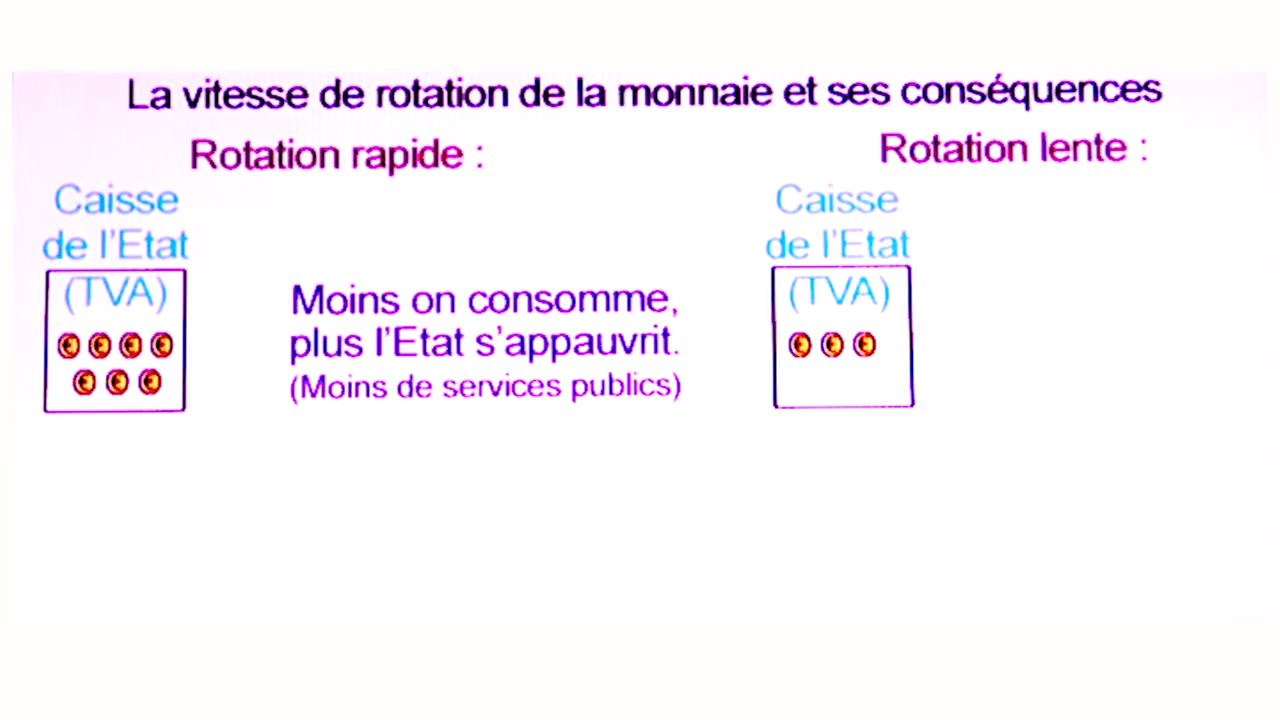 La vitesse de rotation de la monnaie et ses conséquences
Rotation rapide :
Rotation lente :
Caisse
de l'Etat
(TVA)
Moins on consomme,
plus l'Etat s'appauvrit.
(Moins de services publics)
Caisse
de l'Etat
(TVA)